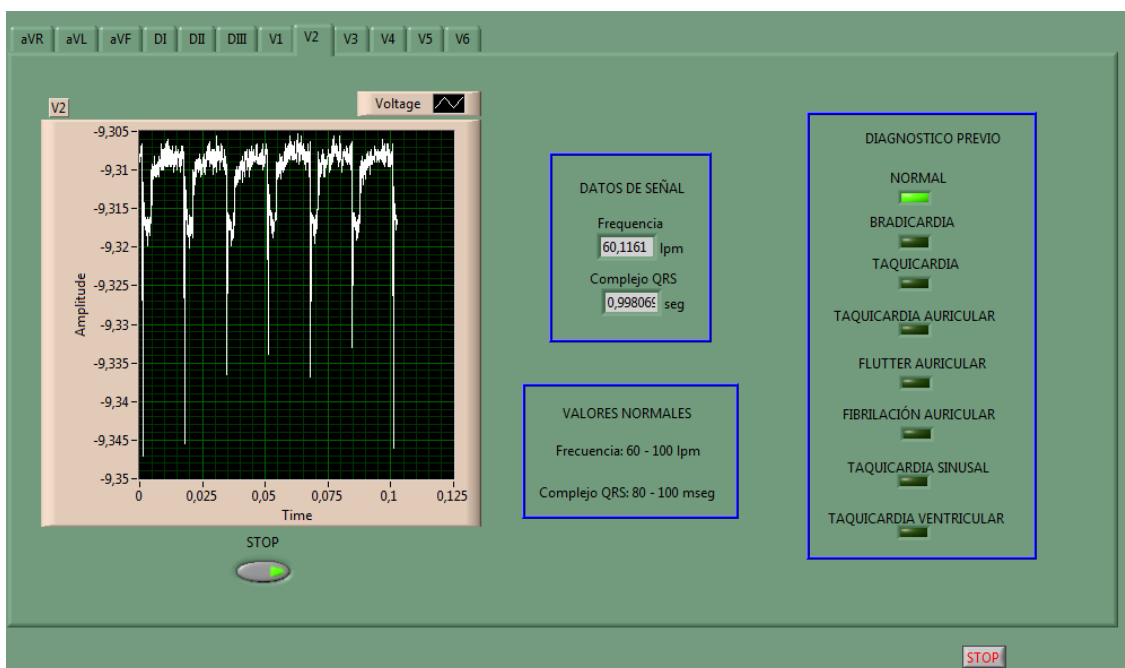 aVR aVL aVF DI DII DIII V1 V2 V3 V4 V5 V6
V2
Voltage
-9,305
-9,31
-9,315
-9,32
-9,325
-9,33
-9,335
-9,34
-9,345
-9,35
Amplitude
0 0,025 0,05 0,075 0,1 0,125
Time
STOP
DATOS DE SEÑAL
Frequencia
60,1161 lpm
Complejo QRS
0,998069 seg
VALORES NORMALES
Frecuencia: 60 - 100 lpm
Complejo QRS: 80 - 100 mseg
DIAGNOSTICO PREVIO
NORMAL
BRADICARDIA
TAQUICARDIA
TAQUICARDIA AURICULAR
FLUTTER AURICULAR
FIBRILACIÓN AURICULAR
TAQUICARDIA SINUSAL
TAQUICARDIA VENTRICULAR
STOP